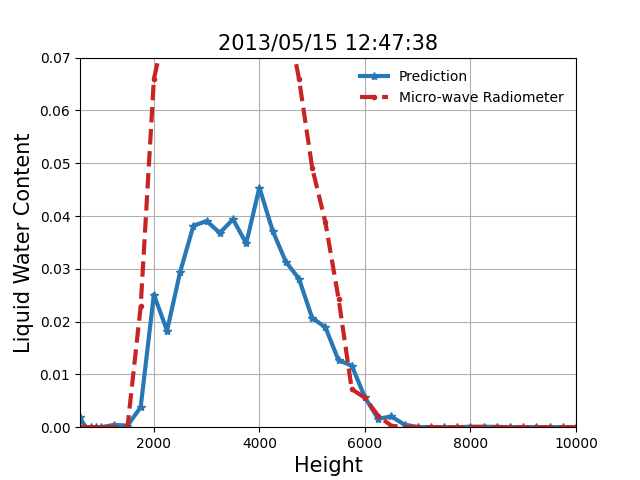 2013/05/15 12:47:38
0.07
0.06
0.05
0.04
0.03
0.02
0.01
0.00
Liquid Water Content
Prediction
Micro-wave Radiometer
2000 4000 6000 8000 10000
Height